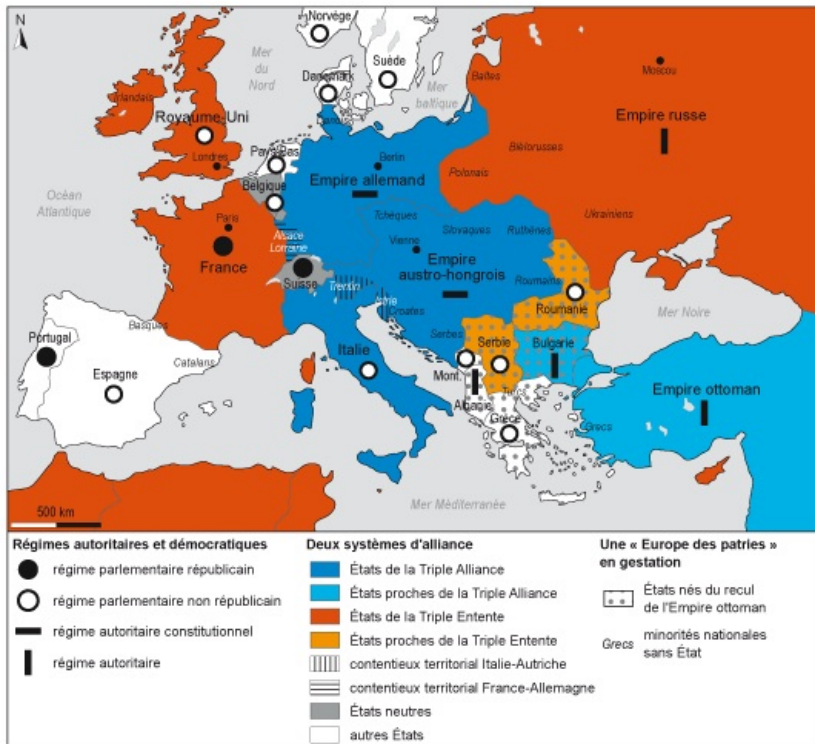 N
Norvège
Mer
du
Nord
Suède
Danemark
Mer
baltique
Danois
Baltes
Moscou
Irlandais
Royaume-Uni
Londres
Pays-Bas
Belgique
Berlin
Empire allemand
Polonais
Biélorusses
Empire russe
Océan
Atlantique
Paris
France
Alsace
Lorraine
Tchèques
Slovaques
Ruthènes
Ukrainiens
Vienne
Empire
austro-hongrois
Suisse
Trentin
Istrie
Croates
Roumains
Roumanie
Mer Noire
Basques
Catalans
Portugal
Espagne
Italie
Serbes
Serbie
Bulgarie
Mont.
Albanie
Turcs
Grèce
Grecs
Empire ottoman
Mer Méditerranée
500 km
Régimes autoritaires et démocratiques
régime parlementaire républicain
régime parlementaire non républicain
régime autoritaire constitutionnel
régime autoritaire
Deux systèmes d'alliance
États de la Triple Alliance
États proches de la Triple Alliance
États de la Triple Entente
États proches de la Triple Entente
contentieux territorial Italie-Autriche
contentieux territorial France-Allemagne
États neutres
autres États
Une « Europe des patries »
en gestation
États nés du recul
de l'Empire ottoman
Grecs
minorités nationales
sans État